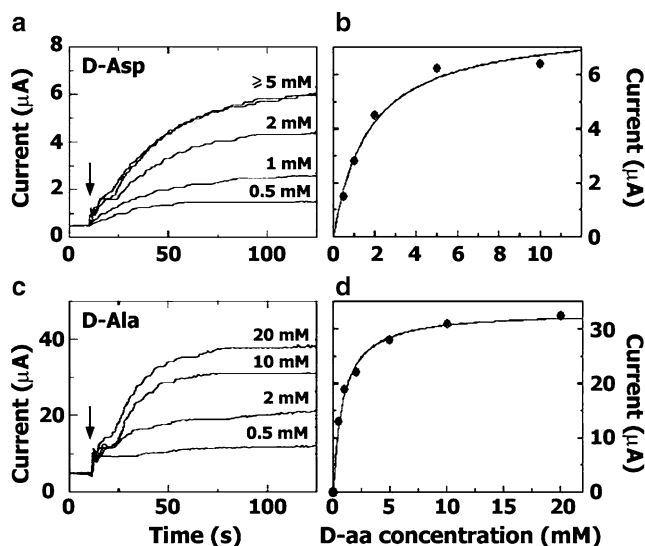 a
b
D-Asp
⩾ 5 mM
2 mM
1 mM
0.5 mM
Current (μA)
8
6
4
2
0
0
50
100
Current (μA)
6
4
2
0
0
2
4
6
8
10
c
d
D-Ala
20 mM
10 mM
2 mM
0.5 mM
Current (μA)
40
20
0
0
50
100
Time (s)
Current (μA)
30
20
10
0
0
5
10
15
20
D-aa concentration (mM)